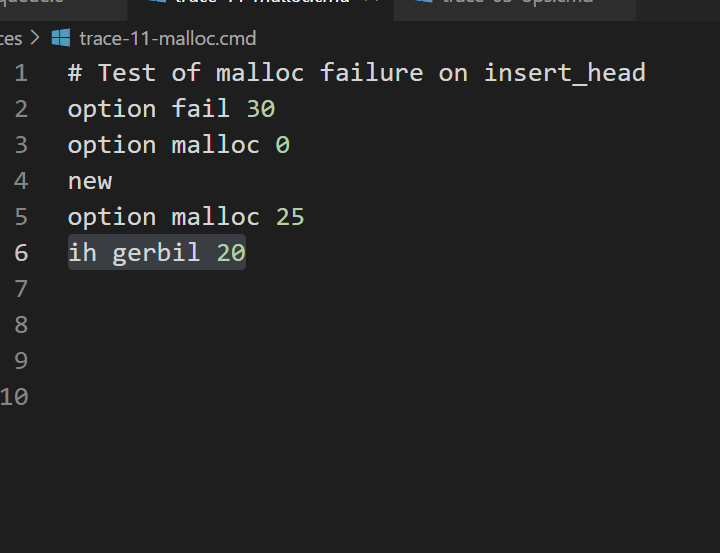 ces > trace-11-malloc.cmd
1 # Test of malloc failure on insert_head
2 option fail 30
3 option malloc 0
4 new
5 option malloc 25
6 ih gerbil 20
7
8
9
10